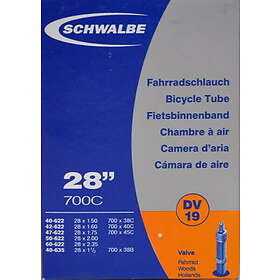 SCHWALBE
Fahrradschlauch
Bicycle Tube
Fietsbinnenband
Chambre à air
Camera d'aria
Cámara de aire
28"
700C
DV
19
40-622 28 x 1.50 700 x 38C
42-622 28 x 1.60 700 x 40C
47-622 28 x 1.75 700 x 45C
50-622 28 x 2.00
60-622 28 x 2.35
40-635 28 x 1½ 700 x 38B
Valve
Fahrrad
Woods
Hollands